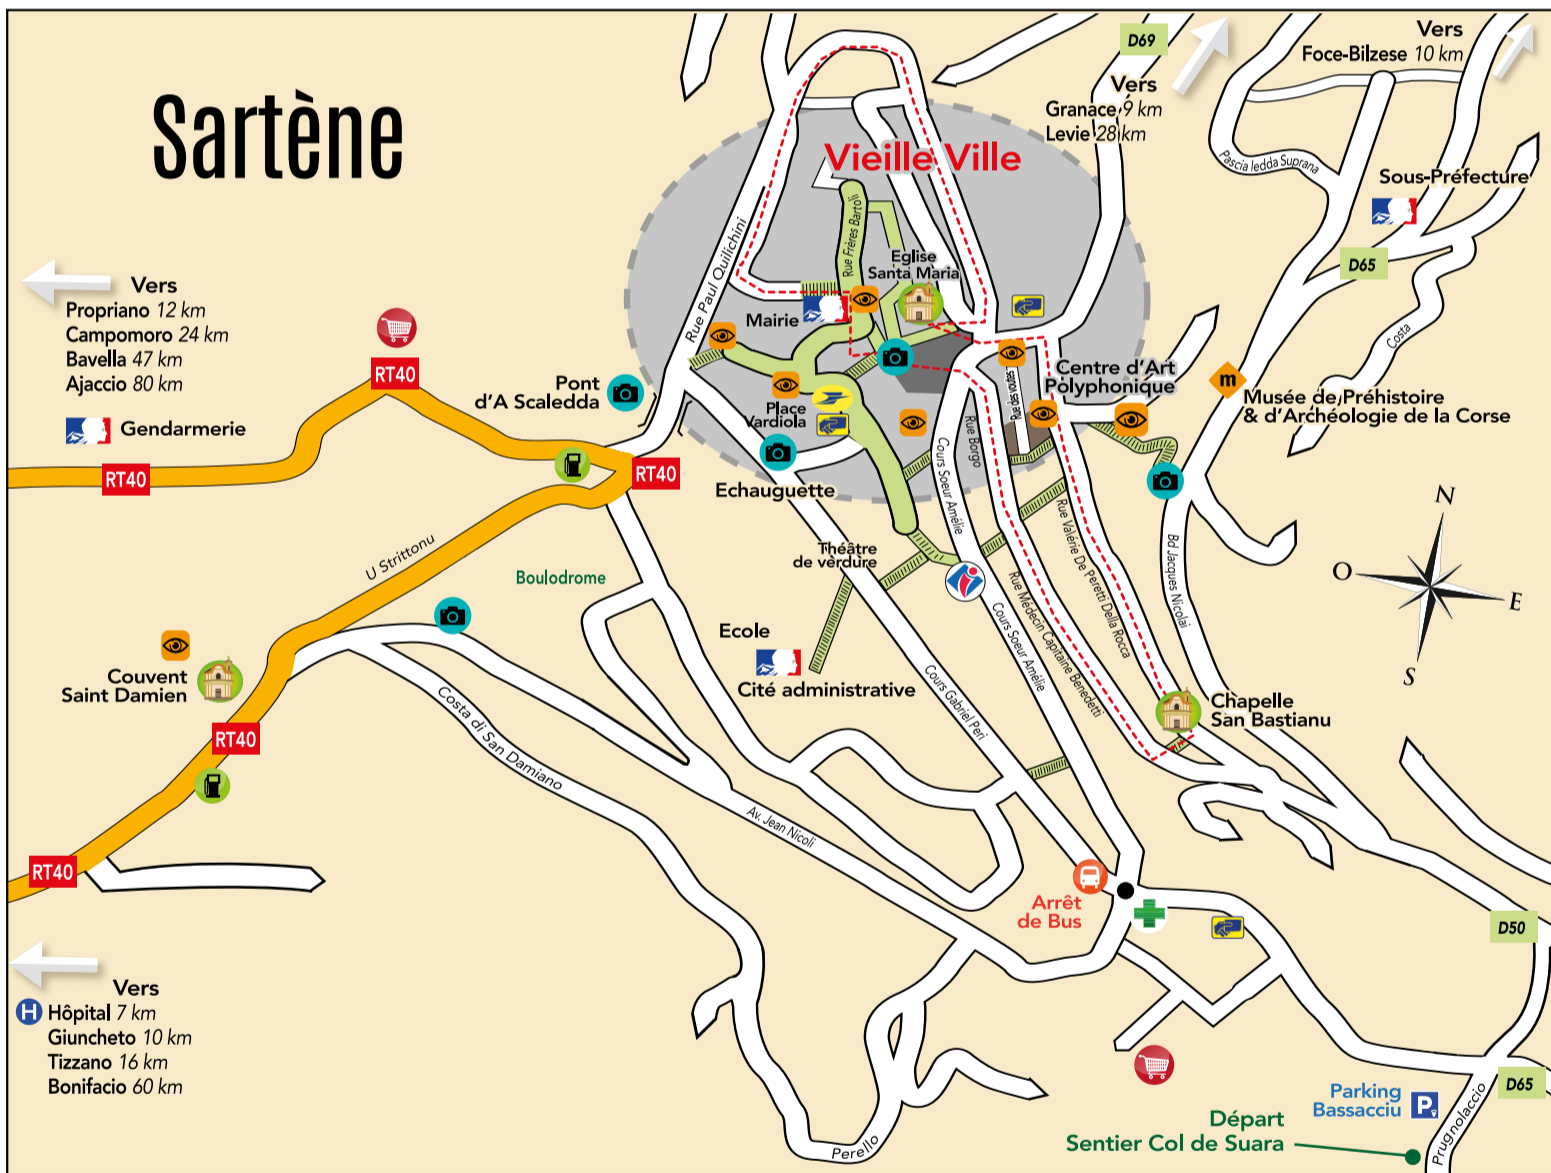 Sartène
D69
Vers
Foce-Bilzese 10 km
Vers
Granace 9 km
Levie 28 km
Vieille Ville
Pascia ledda Suprana
Sous-Préfecture
D65
Costa
Rue Paul Quilichini
Rue Frères Bartoli
Eglise
Santa Maria
Mairie
Vers
Propriano 12 km
Campomoro 24 km
Bavella 47 km
Ajaccio 80 km
Gendarmerie
RT40
RT40
RT40
Pont
d'A Scaledda
Place
Vardiola
Echauguette
Rue des voutes
Centre d'Art
Polyphonique
m
Musée de Préhistoire
& d'Archéologie de la Corse
Rue Borgo
Cours Soeur Amélie
Rue Valérie De Peretti Della Rocca
Bd Jacques Nicolaï
N
O
E
S
U Strittonu
Boulodrome
Théâtre
de verdure
Ecole
Cité administrative
Cours Soeur Amélie
Rue Médécin Capitaine Benedetti
Cours Gabriel Peri
Chapelle
San Bastianu
Couvent
Saint Damien
RT40
Costa di San Damiano
Av. Jean Nicoli
RT40
Arrêt
de Bus
D50
Vers
H Hôpital 7 km
Giuncheto 10 km
Tizzano 16 km
Bonifacio 60 km
D65
Parking
Bassacciu
P
Départ
Sentier Col de Suara
Prugnolaccio
Perello